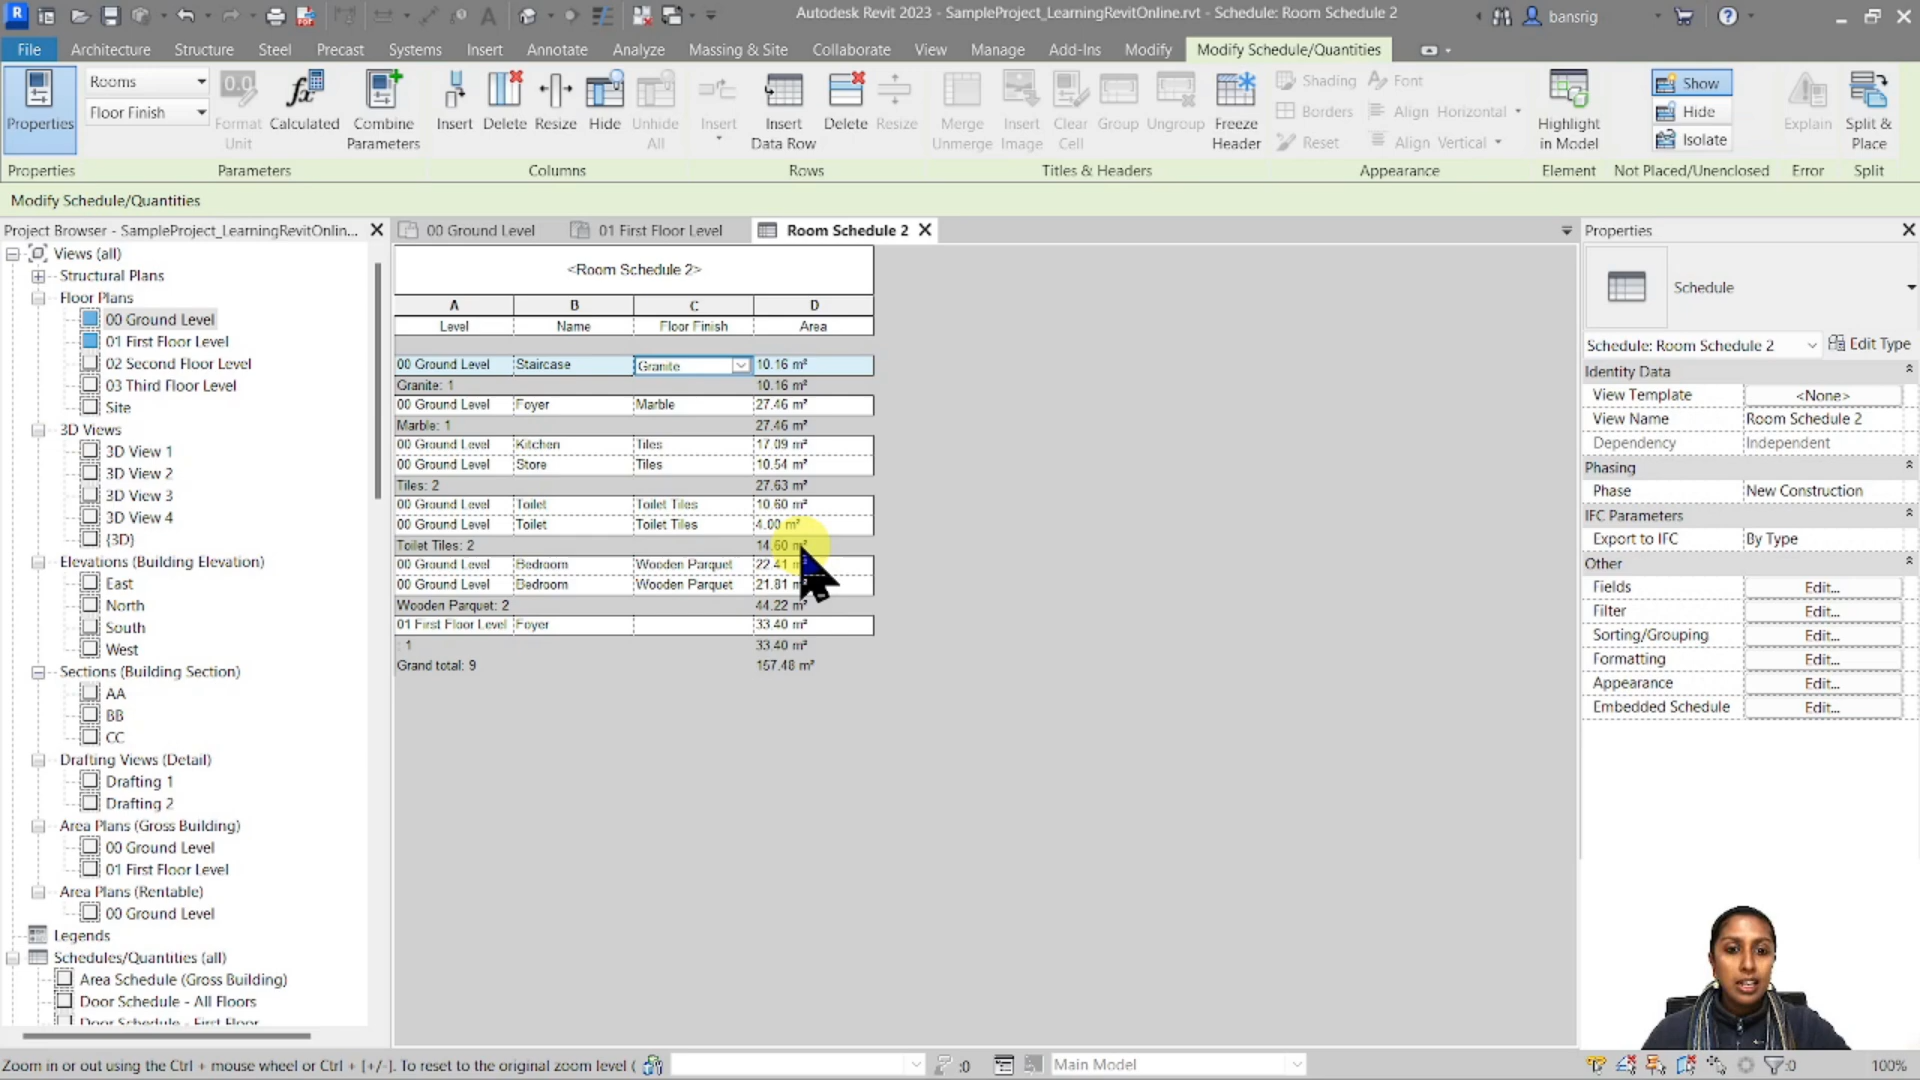 Autodesk Revit 2023 - SampleProject_LearningRevitOnline.rvt - Schedule: Room Schedule 2
bansrig
File Architecture Structure Steel Precast Systems Insert Annotate Analyze Massing & Site Collaborate View Manage Add-Ins Modify Modify Schedule/Quantities
Properties
Rooms
Floor Finish
Format Unit
Calculated
Combine Parameters
Insert
Delete
Resize
Hide
Unhide All
Insert
Insert Data Row
Delete
Resize
Merge Unmerge
Insert Image
Clear Cell
Group
Ungroup
Freeze Header
Shading
Borders
Reset
Font
Align Horizontal
Align Vertical
Highlight in Model
Show
Hide
Isolate
Explain
Split & Place
Properties Parameters Columns Rows Titles & Headers Appearance Element Not Placed/Unenclosed Error Split
Modify Schedule/Quantities
Project Browser - SampleProject_LearningRevitOnlin...
Views (all)
Structural Plans
Floor Plans
00 Ground Level
01 First Floor Level
02 Second Floor Level
03 Third Floor Level
Site
3D Views
3D View 1
3D View 2
3D View 3
3D View 4
{3D}
Elevations (Building Elevation)
East
North
South
West
Sections (Building Section)
AA
BB
CC
Drafting Views (Detail)
Drafting 1
Drafting 2
Area Plans (Gross Building)
00 Ground Level
01 First Floor Level
Area Plans (Rentable)
00 Ground Level
Legends
Schedules/Quantities (all)
Area Schedule (Gross Building)
Door Schedule - All Floors
Door Schedule - First Floor
00 Ground Level
01 First Floor Level
Room Schedule 2
<Room Schedule 2>
A B C D
Level Name Floor Finish Area
00 Ground Level Staircase Granite 10.16 m²
Granite: 1 10.16 m²
00 Ground Level Foyer Marble 27.46 m²
Marble: 1 27.46 m²
00 Ground Level Kitchen Tiles 17.09 m²
00 Ground Level Store Tiles 10.54 m²
Tiles: 2 27.63 m²
00 Ground Level Toilet Toilet Tiles 10.60 m²
00 Ground Level Toilet Toilet Tiles 4.00 m²
Toilet Tiles: 2 14.60 m²
00 Ground Level Bedroom Wooden Parquet 22.41 m²
00 Ground Level Bedroom Wooden Parquet 21.81 m²
Wooden Parquet: 2 44.22 m²
01 First Floor Level Foyer 33.40 m²
: 1 33.40 m²
Grand total: 9 157.48 m²
Properties
Schedule
Schedule: Room Schedule 2 Edit Type
Identity Data
View Template <None>
View Name Room Schedule 2
Dependency Independent
Phasing
Phase New Construction
IFC Parameters
Export to IFC By Type
Other
Fields Edit...
Filter Edit...
Sorting/Grouping Edit...
Formatting Edit...
Appearance Edit...
Embedded Schedule Edit...
Zoom in or out using the Ctrl + mouse wheel or Ctrl + [+/-]. To reset to the original zoom level (
:0
Main Model
:0
100%